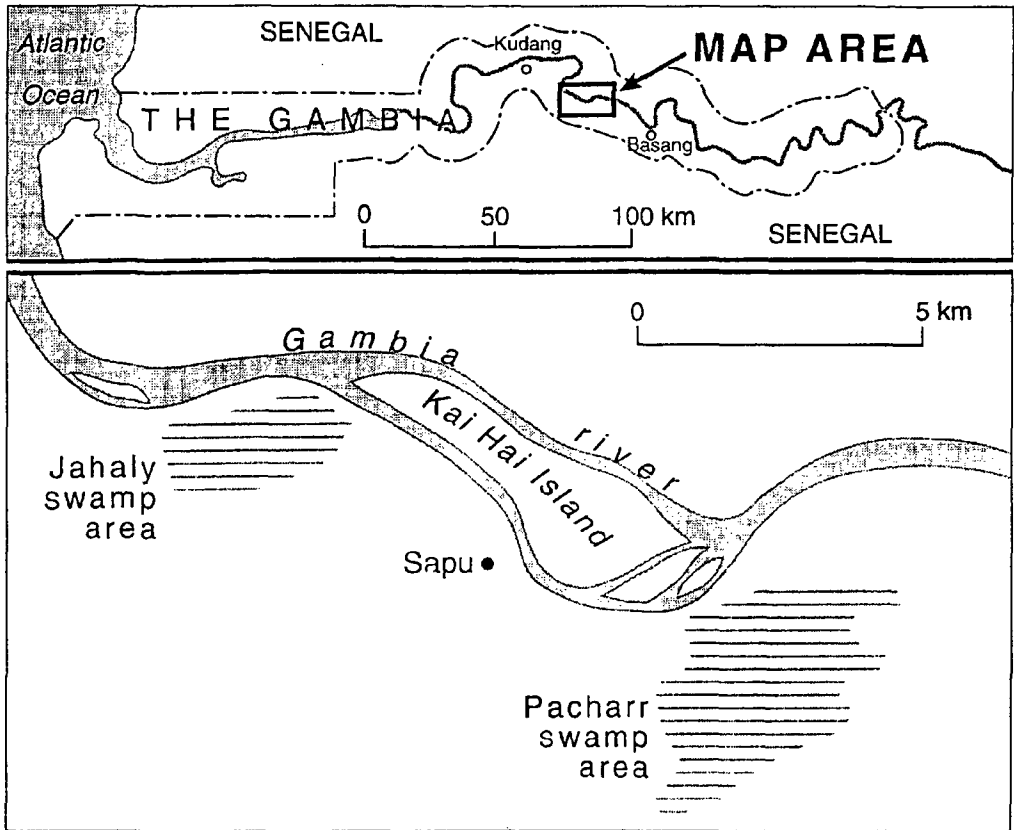 Atlantic
Ocean
SENEGAL
Kudang
MAP AREA
THE GAMBIA
Basang
0 50 100 km
SENEGAL
0 5 km
Gambia
river
Kai Hai Island
Jahaly
swamp
area
Sapu
Pacharr
swamp
area